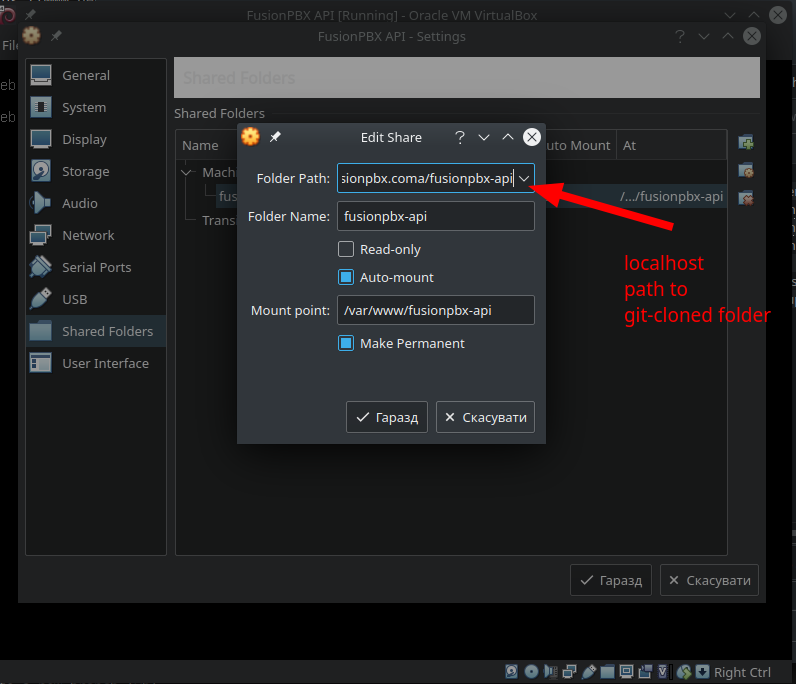 FusionPBX API [Running] - Oracle VM VirtualBox
File
FusionPBX API - Settings
General
System
Display
Storage
Audio
Network
Serial Ports
USB
Shared Folders
User Interface
Shared Folders
Shared Folders
Name
uto Mount
At
Machi
fus
/.../fusionpbx-api
Trans
Edit Share
Folder Path:
sionpbx.coma/fusionpbx-api
Folder Name:
fusionpbx-api
Read-only
Auto-mount
Mount point:
/var/www/fusionpbx-api
Make Permanent
Гаразд
Скасувати
localhost
path to
git-cloned folder
Гаразд
Скасувати
Right Ctrl